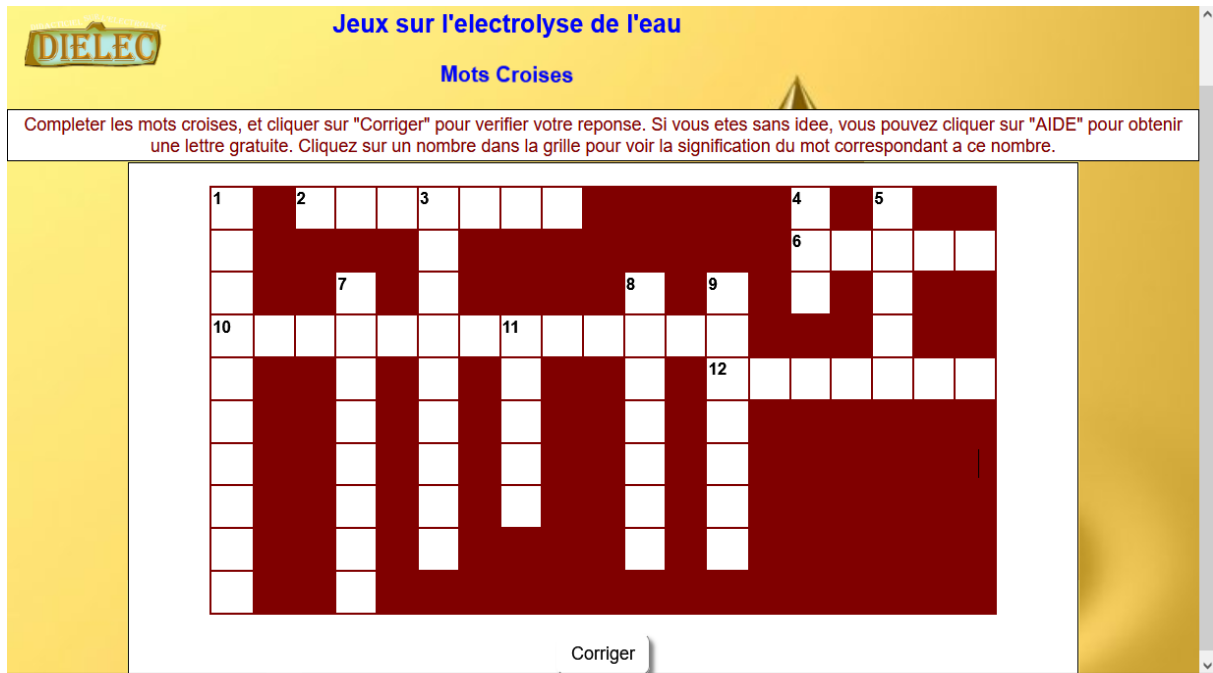 DIELEC
Jeux sur l'electrolyse de l'eau
Mots Croises
Completer les mots croises, et cliquer sur "Corriger" pour verifier votre reponse. Si vous etes sans idee, vous pouvez cliquer sur "AIDE" pour obtenir
une lettre gratuite. Cliquez sur un nombre dans la grille pour voir la signification du mot correspondant a ce nombre.
1 2 3 4 5
6
7 8 9
10 11
12
Corriger